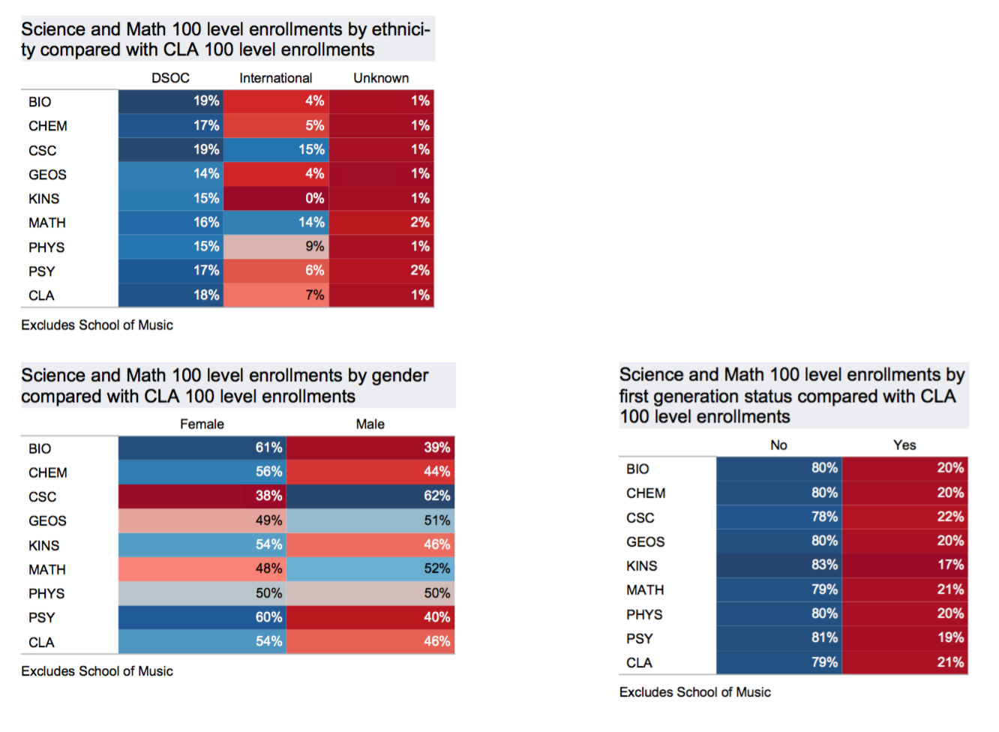 Science and Math 100 level enrollments by ethnici-
ty compared with CLA 100 level enrollments
DSOC International Unknown
BIO 19% 4% 1%
CHEM 17% 5% 1%
CSC 19% 15% 1%
GEOS 14% 4% 1%
KINS 15% 0% 1%
MATH 16% 14% 2%
PHYS 15% 9% 1%
PSY 17% 6% 2%
CLA 18% 7% 1%
Excludes School of Music
Science and Math 100 level enrollments by gender
compared with CLA 100 level enrollments
Female Male
BIO 61% 39%
CHEM 56% 44%
CSC 38% 62%
GEOS 49% 51%
KINS 54% 46%
MATH 48% 52%
PHYS 50% 50%
PSY 60% 40%
CLA 54% 46%
Excludes School of Music
Science and Math 100 level enrollments by
first generation status compared with CLA
100 level enrollments
No Yes
BIO 80% 20%
CHEM 80% 20%
CSC 78% 22%
GEOS 80% 20%
KINS 83% 17%
MATH 79% 21%
PHYS 80% 20%
PSY 81% 19%
CLA 79% 21%
Excludes School of Music